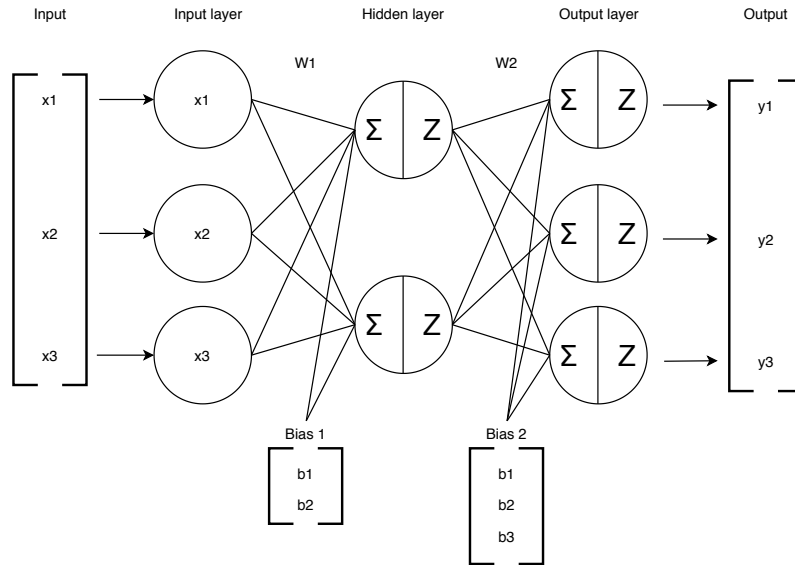 Input
Input layer
Hidden layer
Output layer
Output
W1
W2
x1
x1
Σ Z
Σ Z
y1
x2
x2
Σ Z
y2
x3
x3
Σ Z
Σ Z
y3
Bias 1
b1
b2
Bias 2
b1
b2
b3